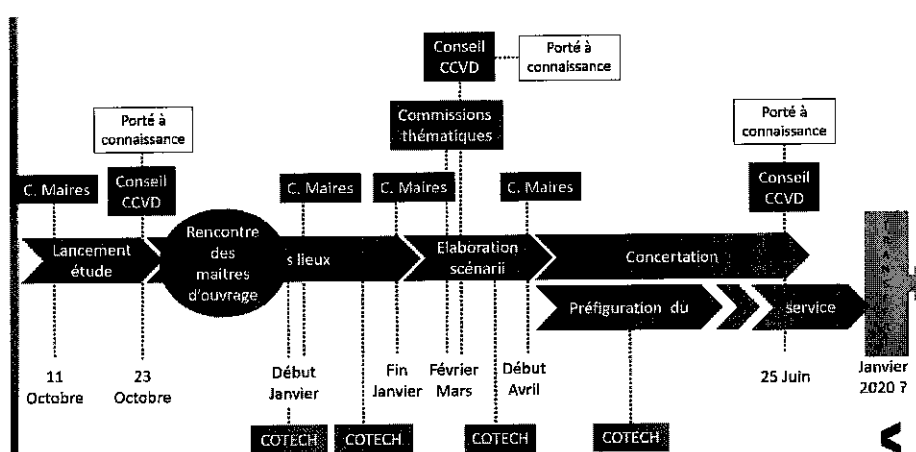 Conseil
CCVD
Porté à
connaissance
Commissions
thématiques
Porté à
connaissance
Porté à
connaissance
C. Maires
Conseil
CCVD
C. Maires
C. Maires
C. Maires
Conseil
CCVD
Lancement
étude
Rencontre
des
maitres
d'ouvrage
s lieux
Elaboration
scénarii
Concertation
Préfiguration du
service
11
Octobre
23
Octobre
Début
Janvier
Fin
Janvier
Février
Mars
Début
Avril
25 Juin
Janvier
2020 ?
COTECH
COTECH
COTECH
COTECH